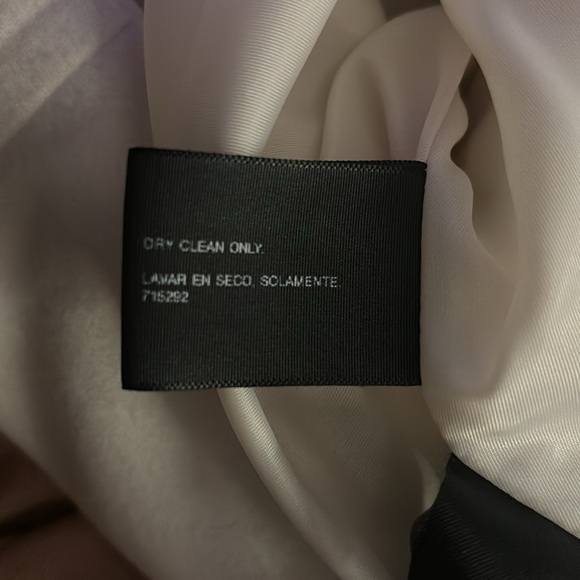 DRY CLEAN ONLY.
LAVAR EN SECO, SOLAMENTE.
715292